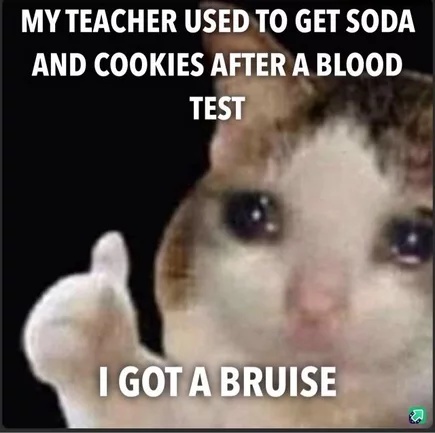 MY TEACHER USED TO GET SODA
AND COOKIES AFTER A BLOOD
TEST
I GOT A BRUISE